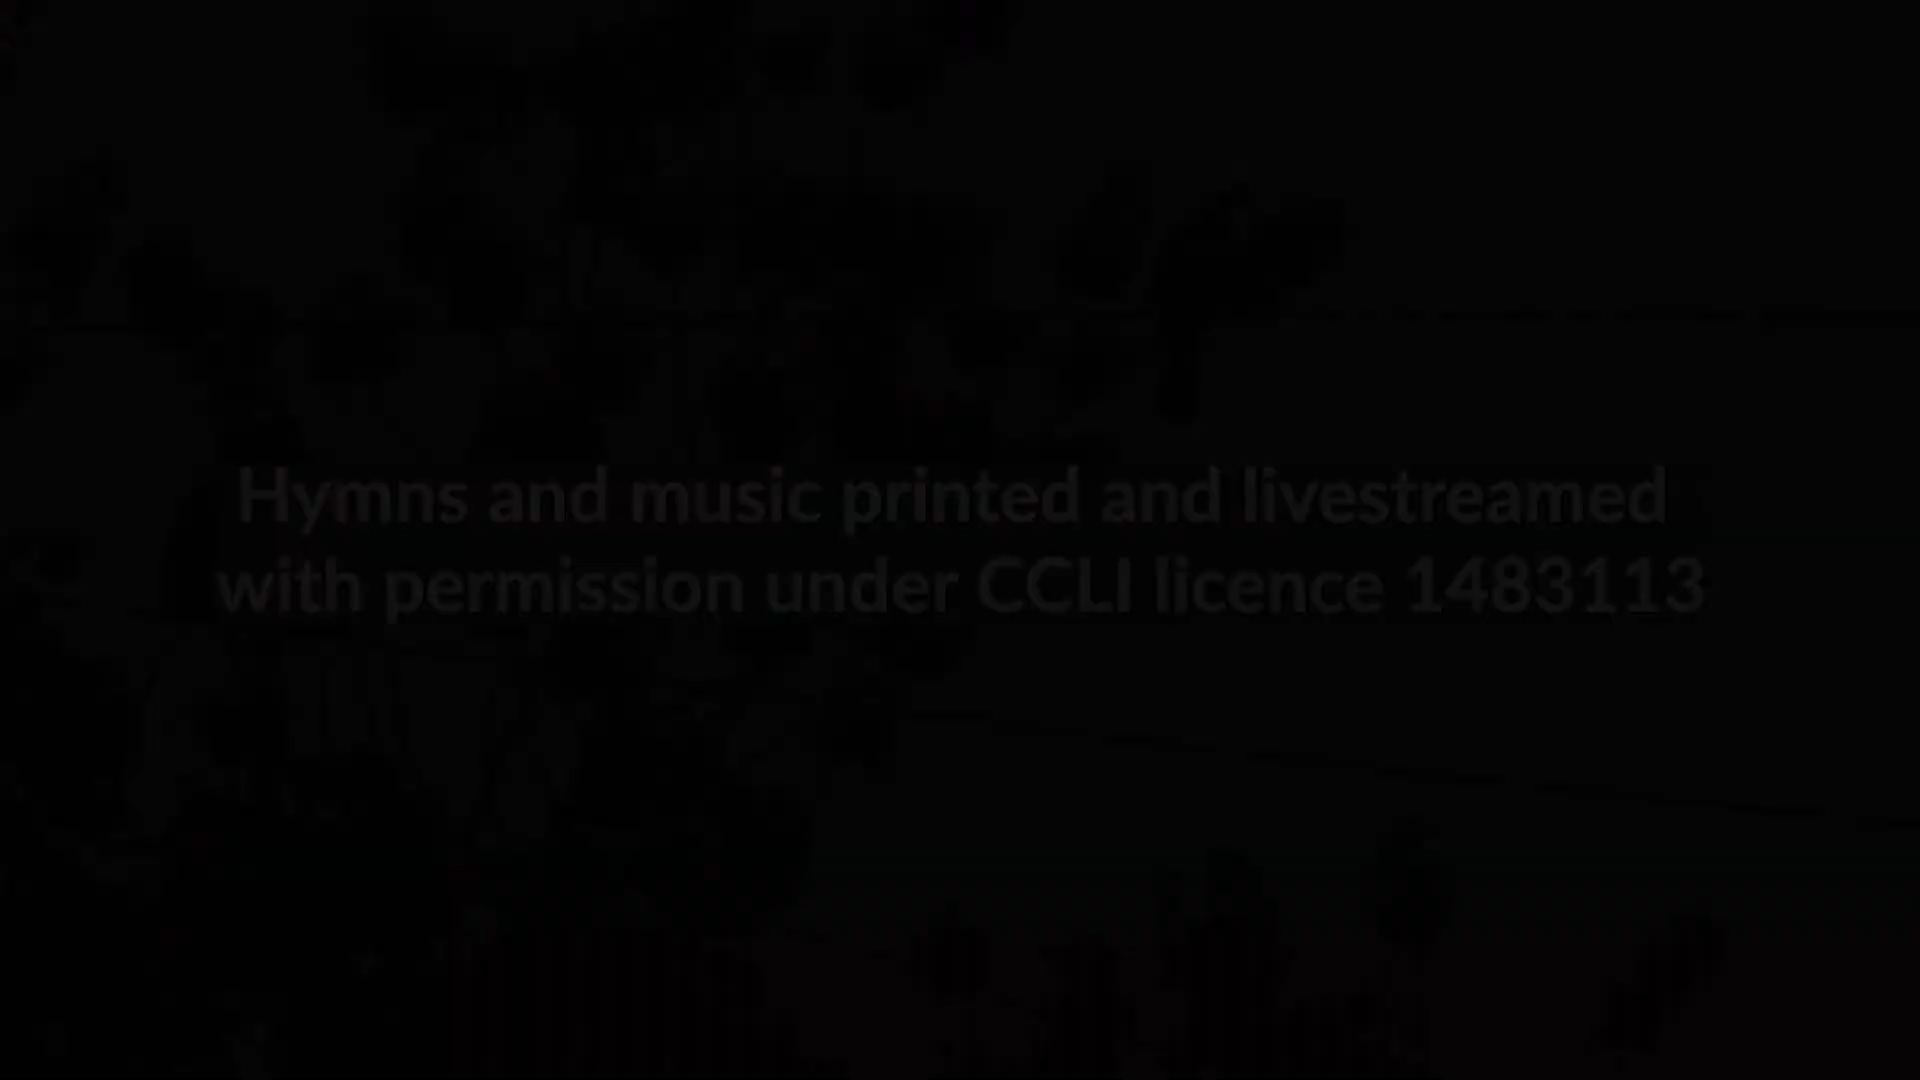 Hymns and music printed and livestreamed
with permission under CCLI licence 1483113